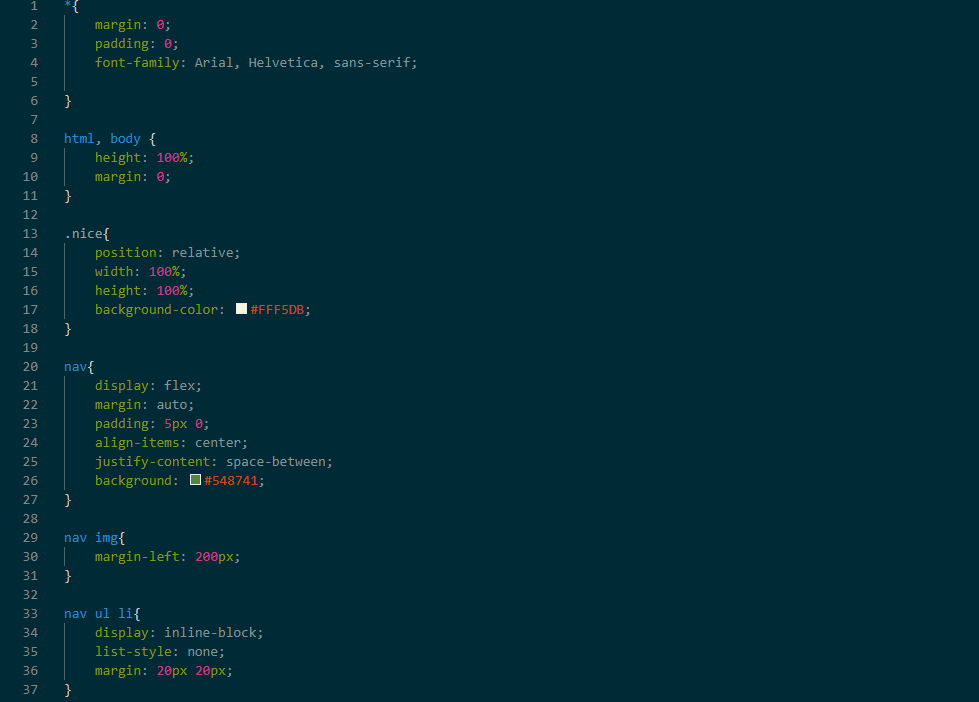 1 *{
2     margin: 0;
3     padding: 0;
4     font-family: Arial, Helvetica, sans-serif;
5
6 }
7
8 html, body {
9     height: 100%;
10     margin: 0;
11 }
12
13 .nice{
14     position: relative;
15     width: 100%;
16     height: 100%;
17     background-color: #FFF5DB;
18 }
19
20 nav{
21     display: flex;
22     margin: auto;
23     padding: 5px 0;
24     align-items: center;
25     justify-content: space-between;
26     background: #548741;
27 }
28
29 nav img{
30     margin-left: 200px;
31 }
32
33 nav ul li{
34     display: inline-block;
35     list-style: none;
36     margin: 20px 20px;
37 }